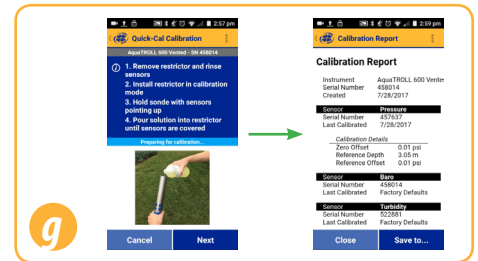 2:57 pm
Quick-Cal Calibration
AquaTROLL 600 Vented - SN 458014
1. Remove restrictor and rinse
sensors
2. Install restrictor in calibration
mode
3. Hold sonde with sensors
pointing up
4. Pour solution into restrictor
until sensors are covered
Preparing for calibration...
Cancel Next
2:59 pm
Calibration Report
Calibration Report
Instrument AquaTROLL 600 Vente
Serial Number 458014
Created 7/28/2017
Sensor Pressure
Serial Number 457637
Last Calibrated 7/28/2017
Calibration Details
Zero Offset 0.01 psi
Reference Depth 3.05 m
Reference Offset 0.01 psi
Sensor Baro
Serial Number 458014
Last Calibrated Factory Defaults
Sensor Turbidity
Serial Number 522881
Last Calibrated Factory Defaults
Close Save to...
g